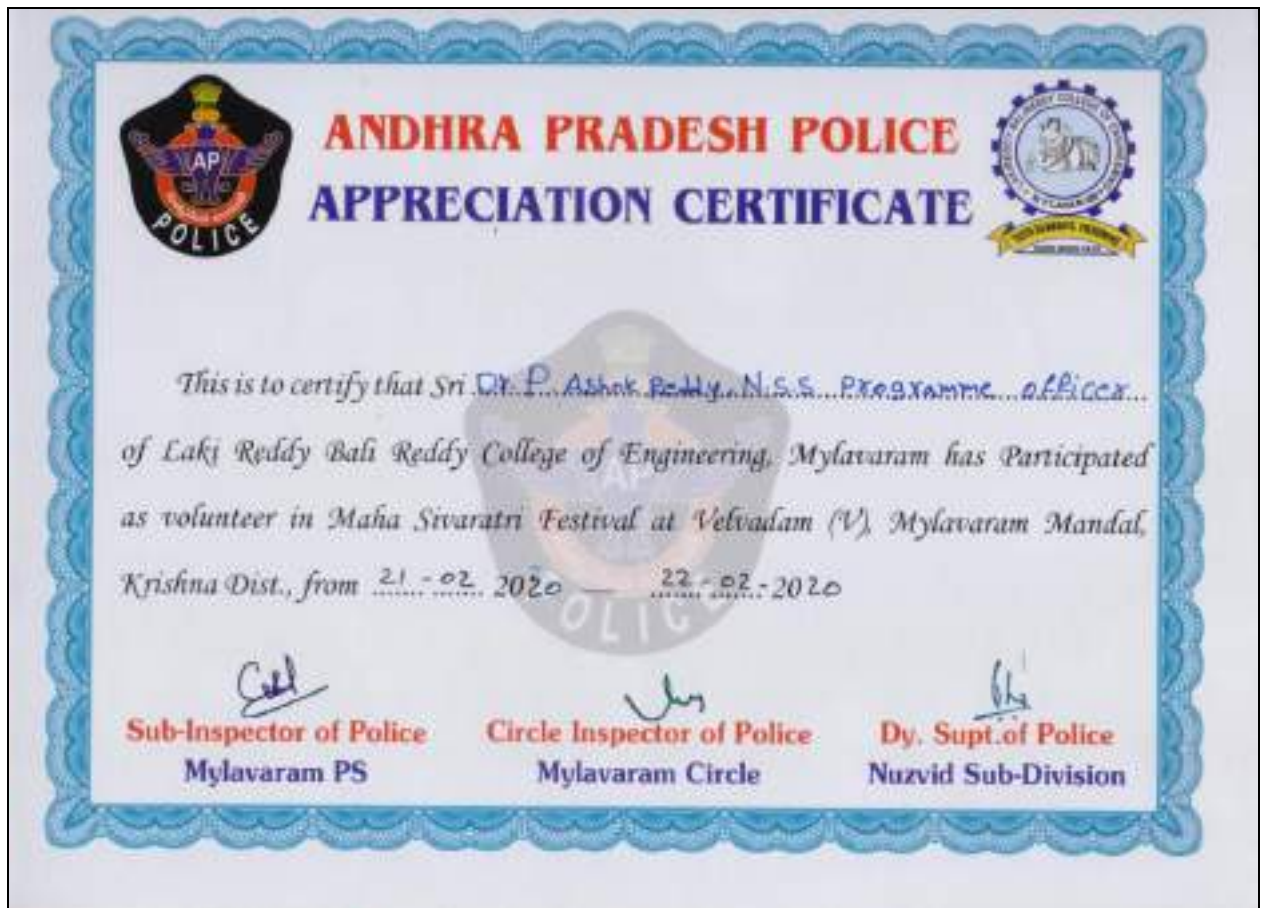 ANDHRA PRADESH POLICE
APPRECIATION CERTIFICATE
AP
POLICE
This is to certify that Sri Dr. P. Ashok Reddy, N.S.S Programme officer
of Laki Reddy Bali Reddy College of Engineering, Mylavaram has Participated
as volunteer in Maha Sivaratri Festival at Velvadam (V), Mylavaram Mandal,
Krishna Dist., from 21-02 2020 — 22-02-2020
Sub-Inspector of Police
Mylavaram PS
Circle Inspector of Police
Mylavaram Circle
Dy. Supt.of Police
Nuzvid Sub-Division